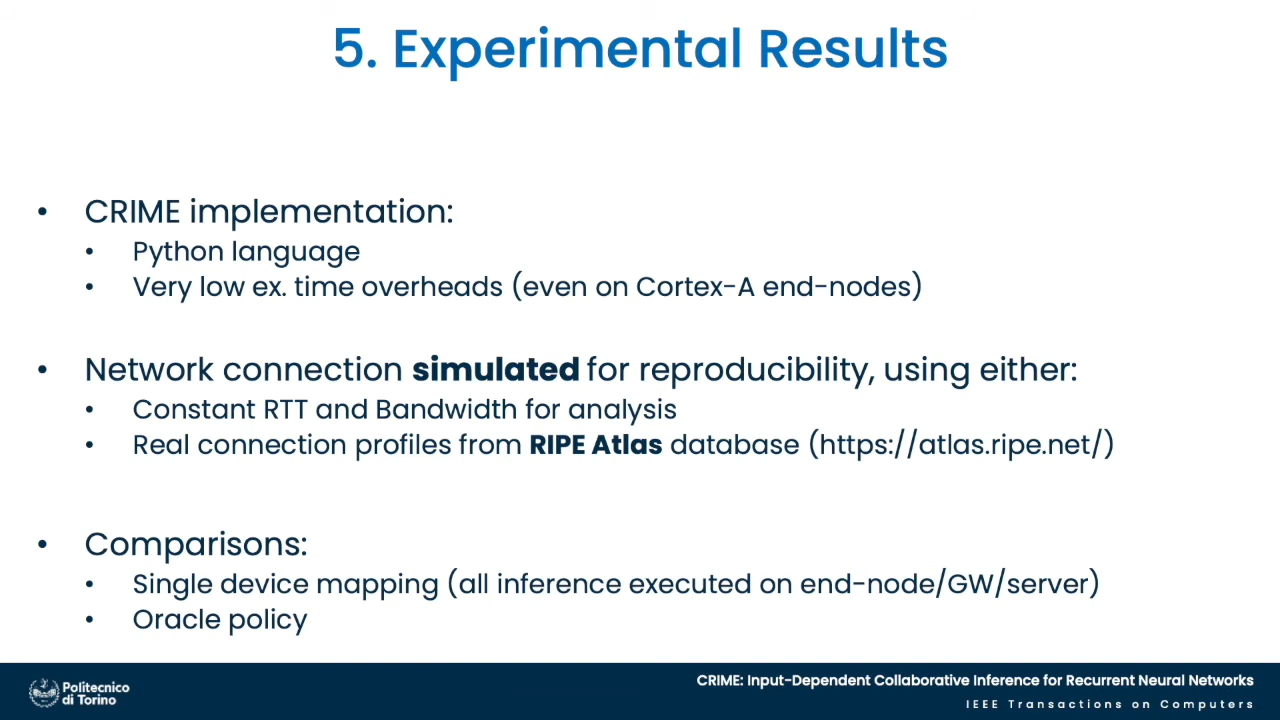 5. Experimental Results
• CRIME implementation:
• Python language
• Very low ex. time overheads (even on Cortex-A end-nodes)
• Network connection simulated for reproducibility, using either:
• Constant RTT and Bandwidth for analysis
• Real connection profiles from RIPE Atlas database (https://atlas.ripe.net/)
• Comparisons:
• Single device mapping (all inference executed on end-node/GW/server)
• Oracle policy
Politecnico
di Torino
CRIME: Input-Dependent Collaborative Inference for Recurrent Neural Networks
IEEE Transactions on Computers